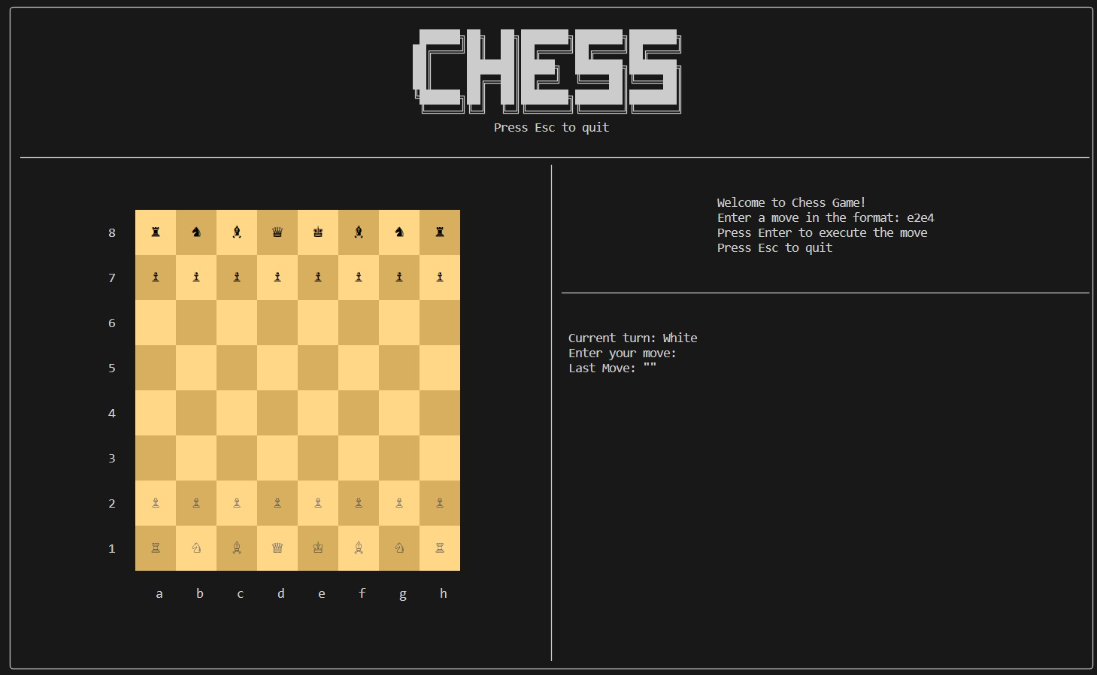 CHESS
Press Esc to quit
Welcome to Chess Game!
Enter a move in the format: e2e4
Press Enter to execute the move
Press Esc to quit
Current turn: White
Enter your move:
Last Move: ""
8
7
6
5
4
3
2
1
a b c d e f g h